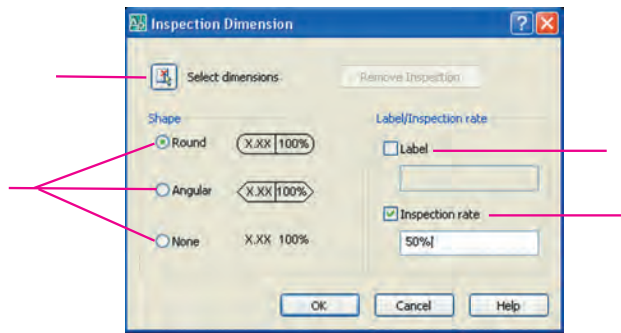 Inspection Dimension
Select dimensions
Remove Inspection
Shape
Label/Inspection rate
Round
X.XX 100%
Label
Angular
X.XX 100%
Inspection rate
None
X.XX 100%
50%
OK
Cancel
Help